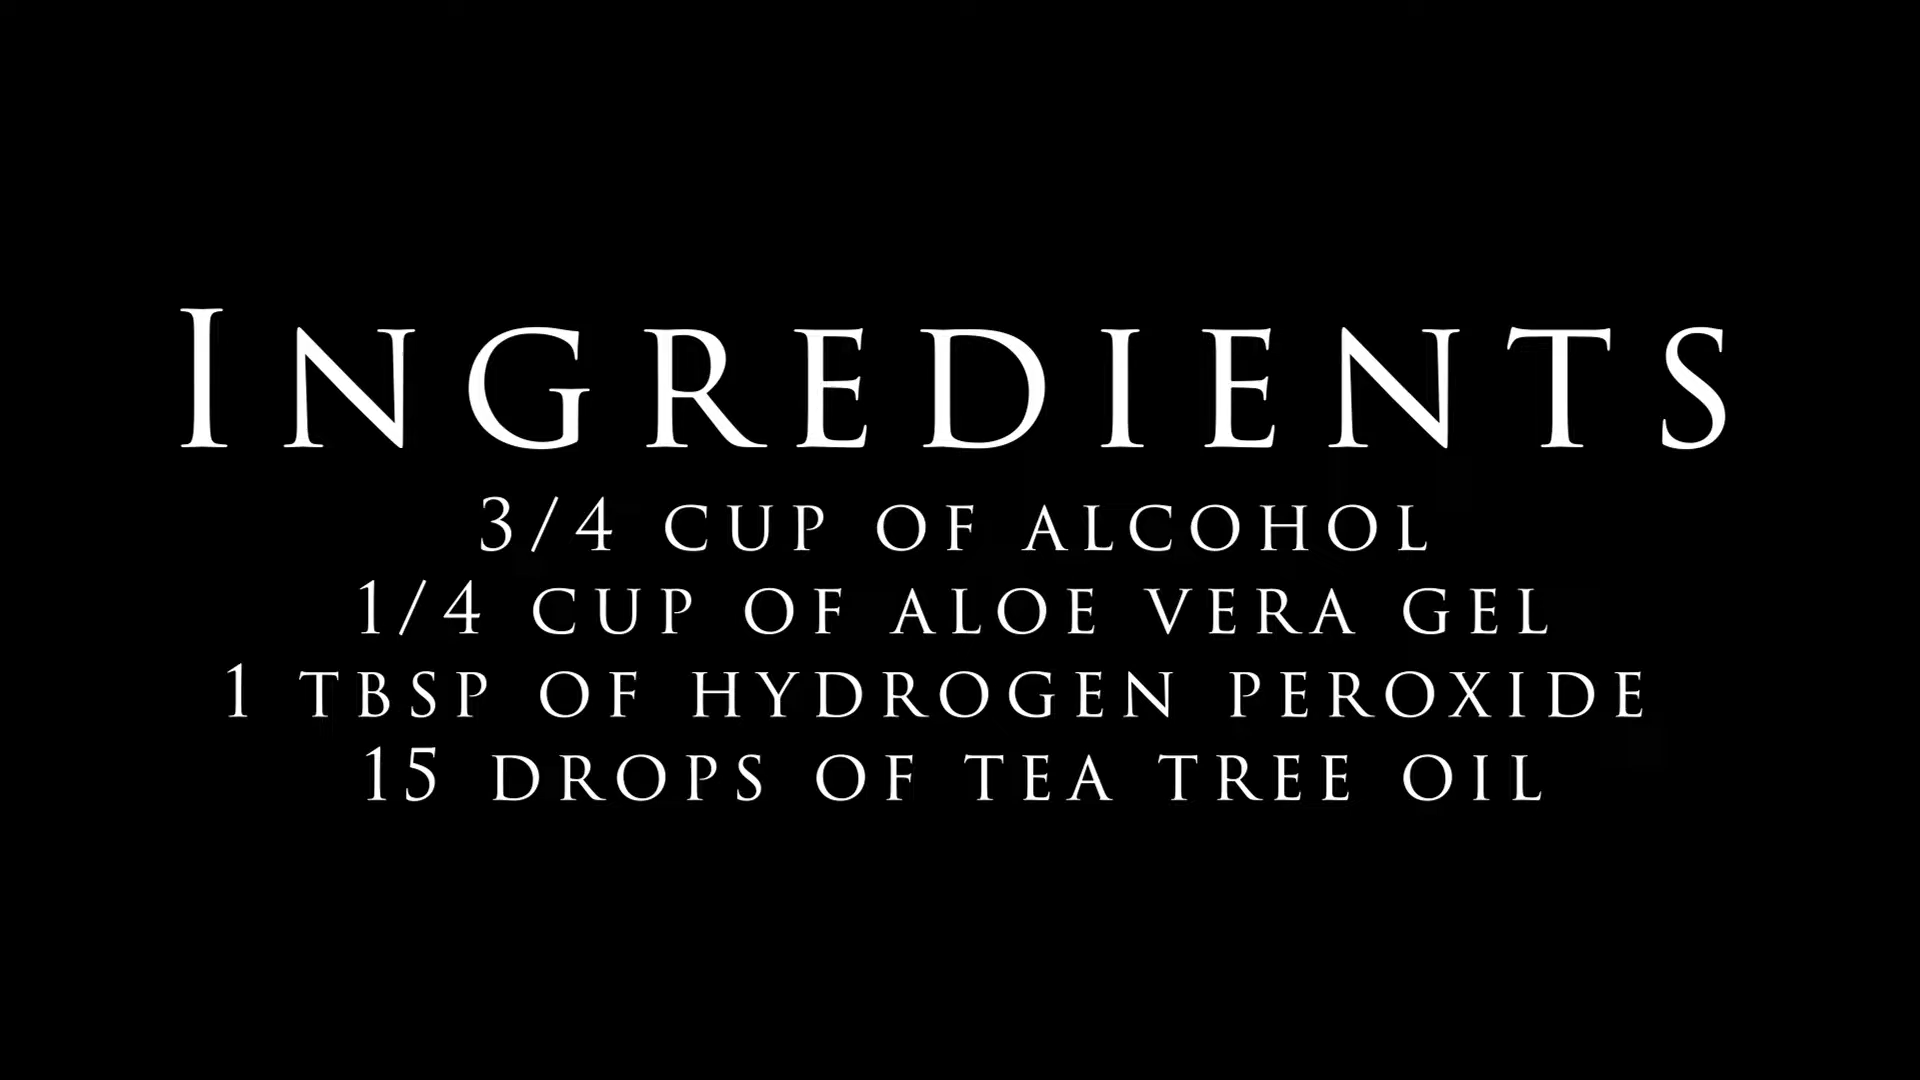 INGREDIENTS
3/4 CUP OF ALCOHOL
1/4 CUP OF ALOE VERA GEL
1 TBSP OF HYDROGEN PEROXIDE
15 DROPS OF TEA TREE OIL